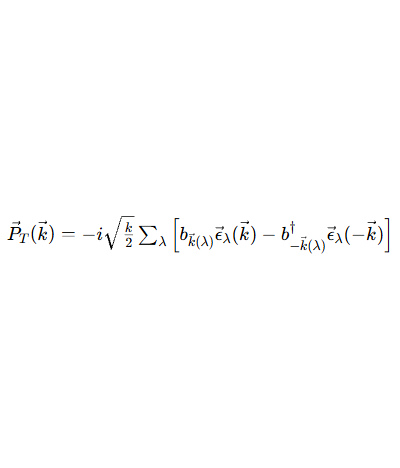 $\vec{P}_T(\vec{k}) = -i\sqrt{\frac{k}{2}} \sum_{\lambda} \left[ b_{\vec{k}(\lambda)} \vec{\epsilon}_{\lambda}(\vec{k}) - b^{\dagger}_{-\vec{k}(\lambda)} \vec{\epsilon}_{\lambda}(-\vec{k}) \right]$